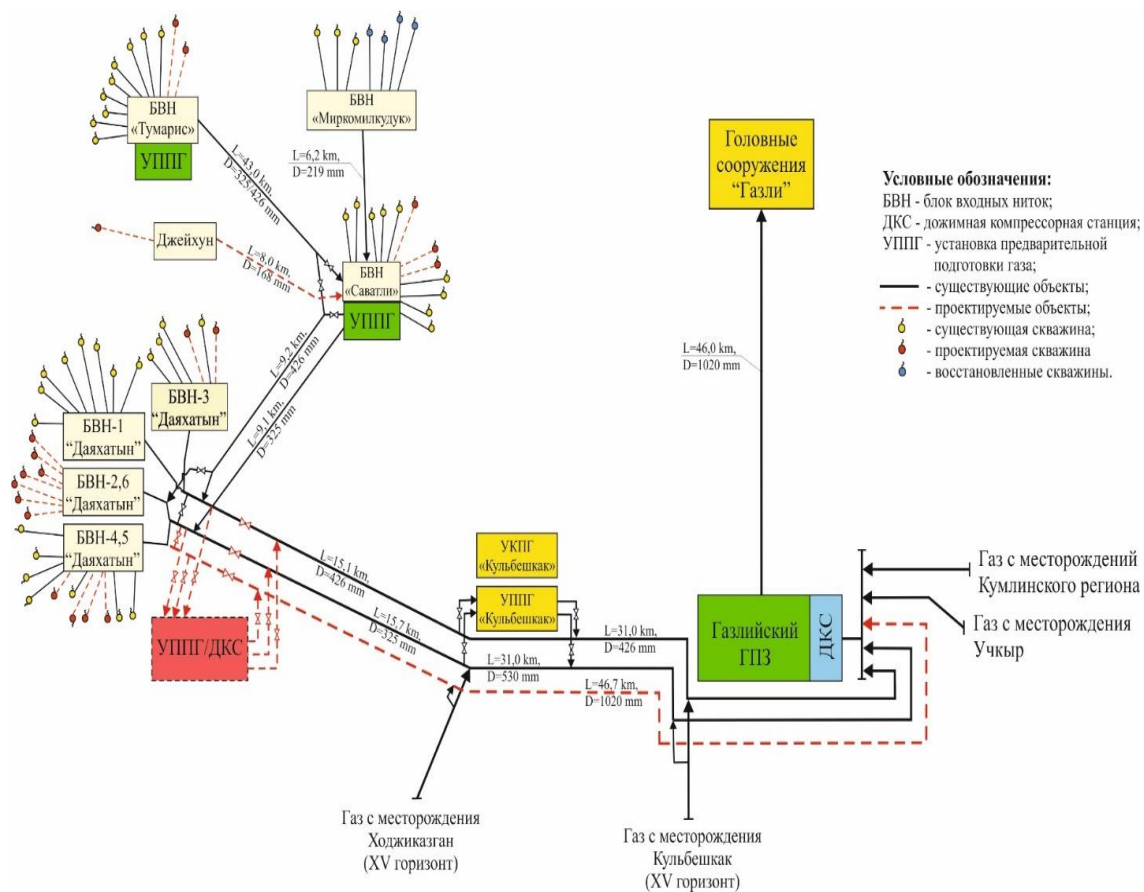 БВН
«Тумарис»
УППГ
БВН
«Миркомилкудук»
L=43,0 km,
D=325/426 mm
L=6,2 km,
D=219 mm
Джейхун
L=8,0 km,
D=168 mm
БВН
«Саватли»
УППГ
L=9,2 km,
D=426 mm
L=9,1 km,
D=325 mm
Головные
сооружения
“Газли”
Условные обозначения:
БВН - блок входных ниток;
ДКС - дожимная компрессорная станция;
УППГ - установка предварительной
подготовки газа;
- существующие объекты;
- проектируемые объекты;
- существующая скважина;
- проектируемая скважина
- восстановленные скважины.
L=46,0 km,
D=1020 mm
БВН-3
“Даяхатын”
БВН-1
“Даяхатын”
БВН-2,6
“Даяхатын”
БВН-4,5
“Даяхатын”
УППГ/ДКС
L=15,1 km,
D=426 mm
L=15,7 km,
D=325 mm
УКПГ
«Кульбешкак»
УППГ
«Кульбешкак»
L=31,0 km,
D=426 mm
L=31,0 km,
D=530 mm
L=46,7 km,
D=1020 mm
Газлийский
ГПЗ
ДКС
Газ с месторождений
Кумлинского региона
Газ с месторождения
Учкыр
Газ с месторождения
Ходжиказган
(XV горизонт)
Газ с месторождения
Кульбешкак
(XV горизонт)